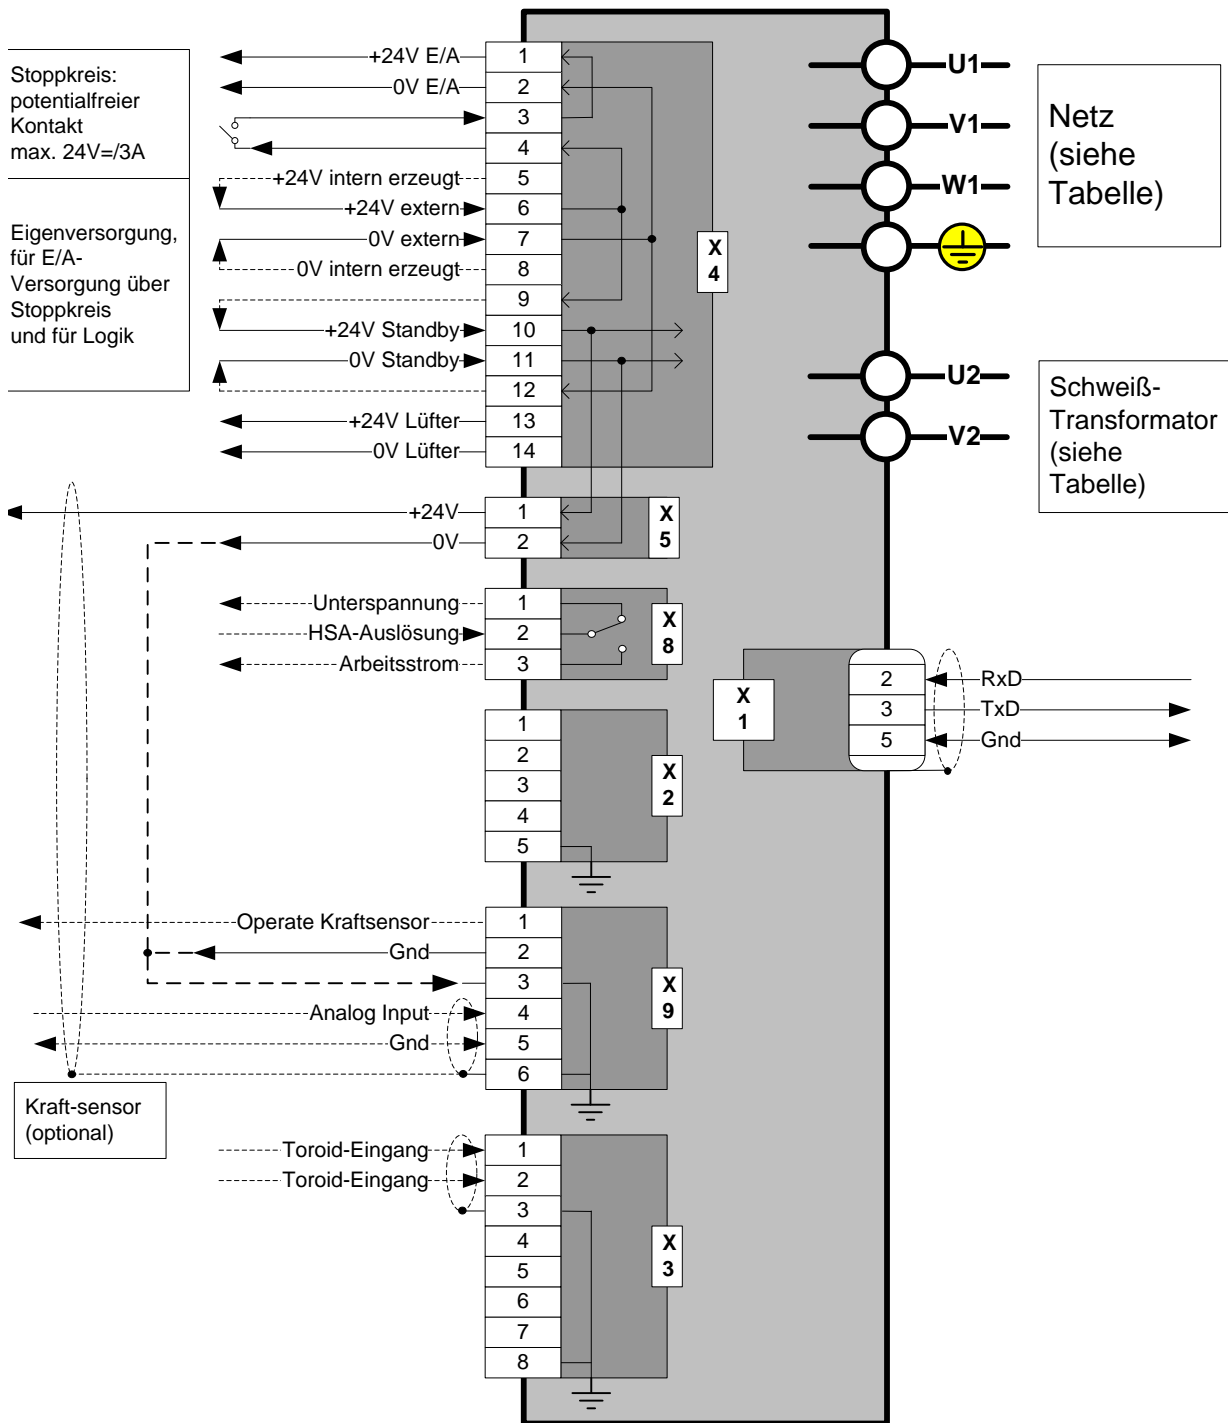 Stoppkreis:
potentialfreier
Kontakt
max. 24V=/3A
Eigenversorgung,
für E/A-
Versorgung über
Stoppkreis
und für Logik
+24V E/A 1
0V E/A 2
3
4
+24V intern erzeugt 5
+24V extern 6
0V extern 7
0V intern erzeugt 8
9
+24V Standby 10
0V Standby 11
12
+24V Lüfter 13
0V Lüfter 14
X
4
+24V 1
0V 2
X
5
Unterspannung 1
HSA-Auslösung 2
Arbeitsstrom 3
X
8
1
2
3
4
5
X
2
Operate Kraftsensor 1
Gnd 2
3
Analog Input 4
Gnd 5
6
X
9
Kraft-sensor
(optional)
Toroid-Eingang 1
Toroid-Eingang 2
3
4
5
6
7
8
X
3
U1
V1
W1
Netz
(siehe
Tabelle)
U2
V2
Schweiß-
Transformator
(siehe
Tabelle)
X
1
2 RxD
3 TxD
5 Gnd